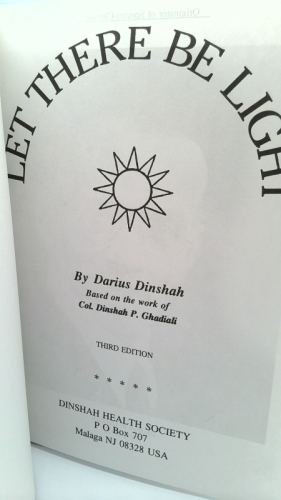 LET THERE BE LIGHT
By Darius Dinshah
Based on the work of
Col. Dinshah P. Ghadiali
THIRD EDITION
* * * * *
DINSHAH HEALTH SOCIETY
P O Box 707
Malaga NJ 08328 USA